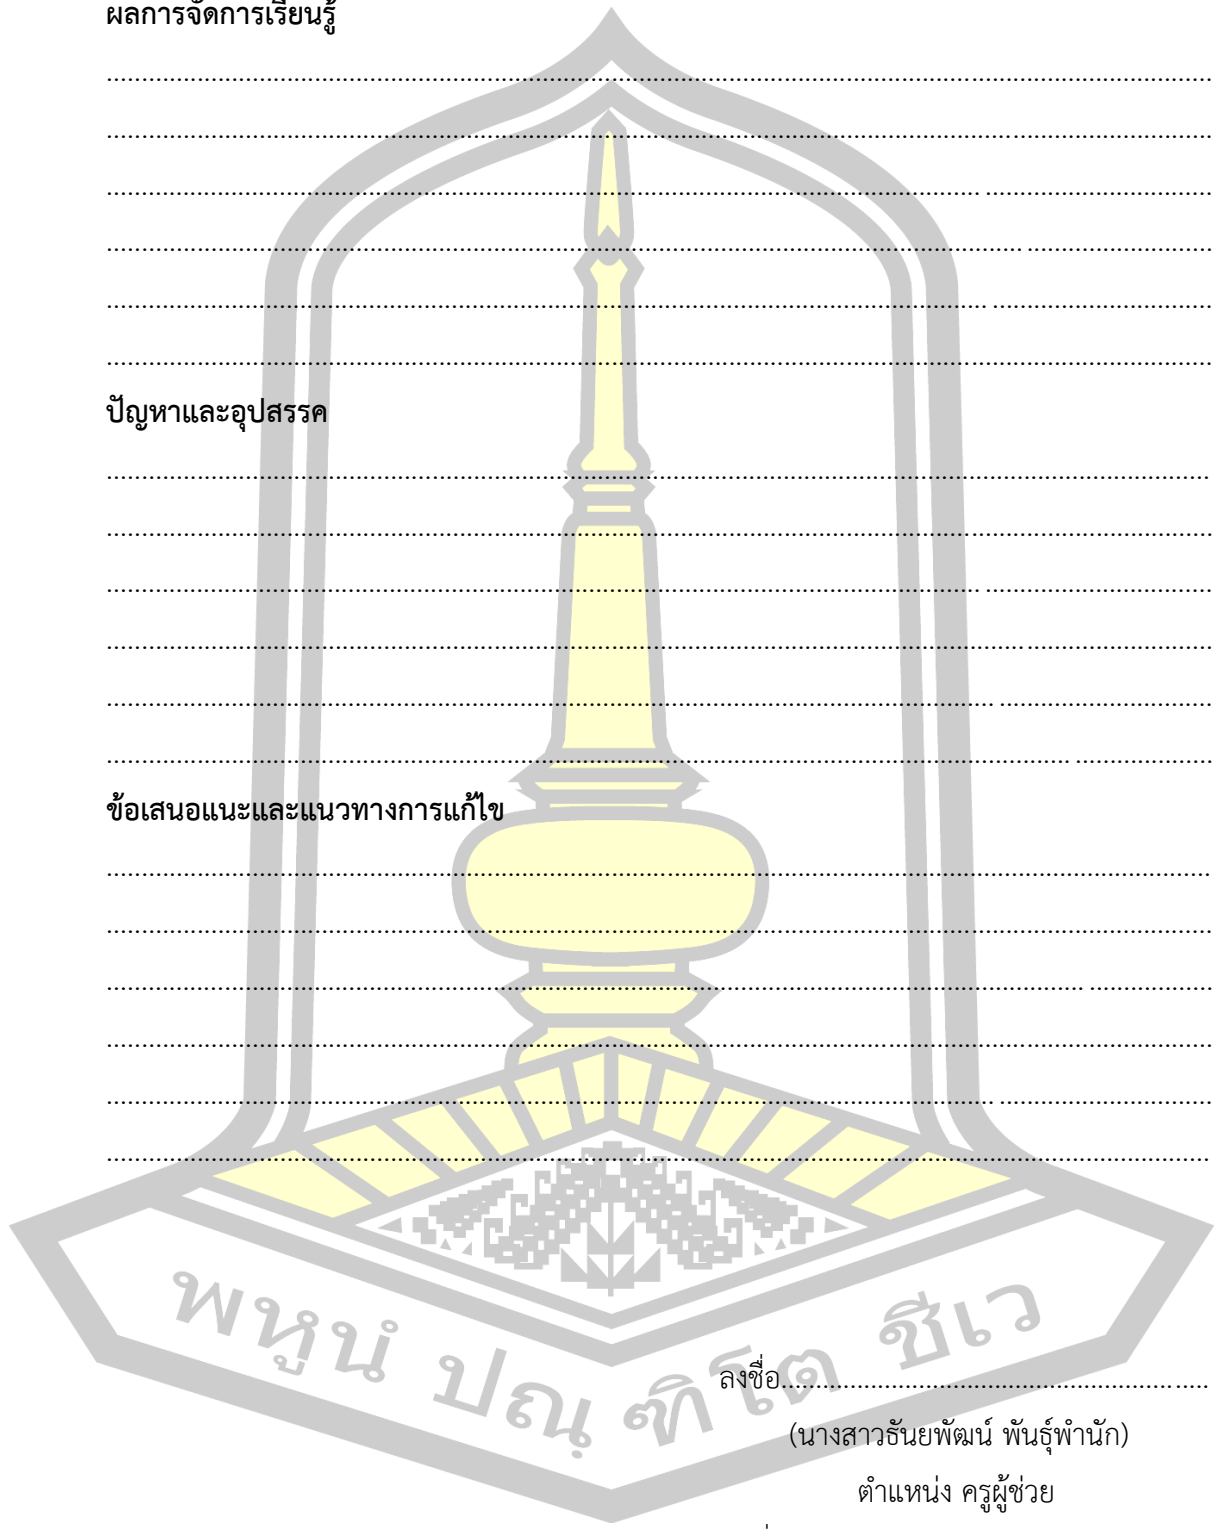 ผลการจัดการเรียนรู้
................................................................................
................................................................................
................................................................................
................................................................................
................................................................................
................................................................................
ปัญหาและอุปสรรค
................................................................................
................................................................................
................................................................................
................................................................................
................................................................................
................................................................................
ข้อเสนอแนะและแนวทางการแก้ไข
................................................................................
................................................................................
................................................................................
................................................................................
................................................................................
................................................................................
พหูนํ ปณฺฑิโต ชีเว
ลงชื่อ.............................................................
(นางสาวธันยพัฒน์ พันธุ์พำนัก)
ตำแหน่ง ครูผู้ช่วย